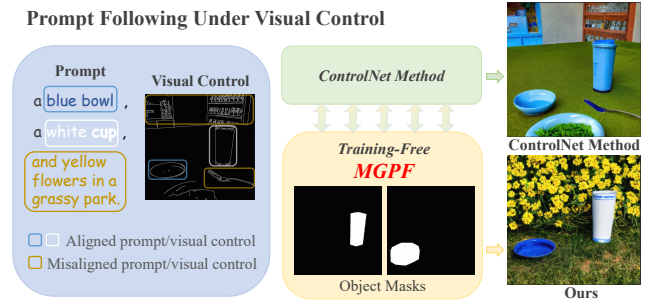 Prompt Following Under Visual Control
Prompt
a blue bowl ,
a white cup ,
and yellow
flowers in a
grassy park.
Visual Control
Aligned prompt/visual control
Misaligned prompt/visual control
ControlNet Method
Training-Free
MGPF
Object Masks
ControlNet Method
Ours